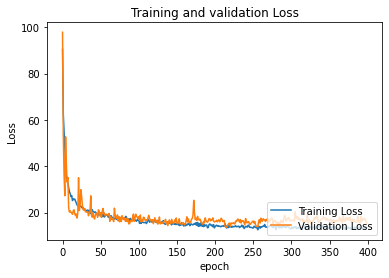 Training and validation Loss
100
80
60
40
20
Loss
Training Loss
Validation Loss
0 50 100 150 200 250 300 350 400
epoch